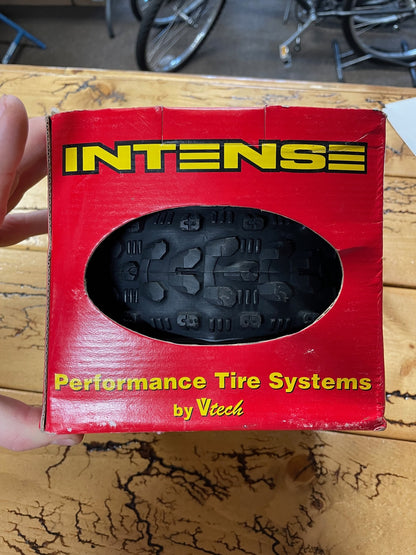 INTENSE
Performance Tire Systems
by Vtech